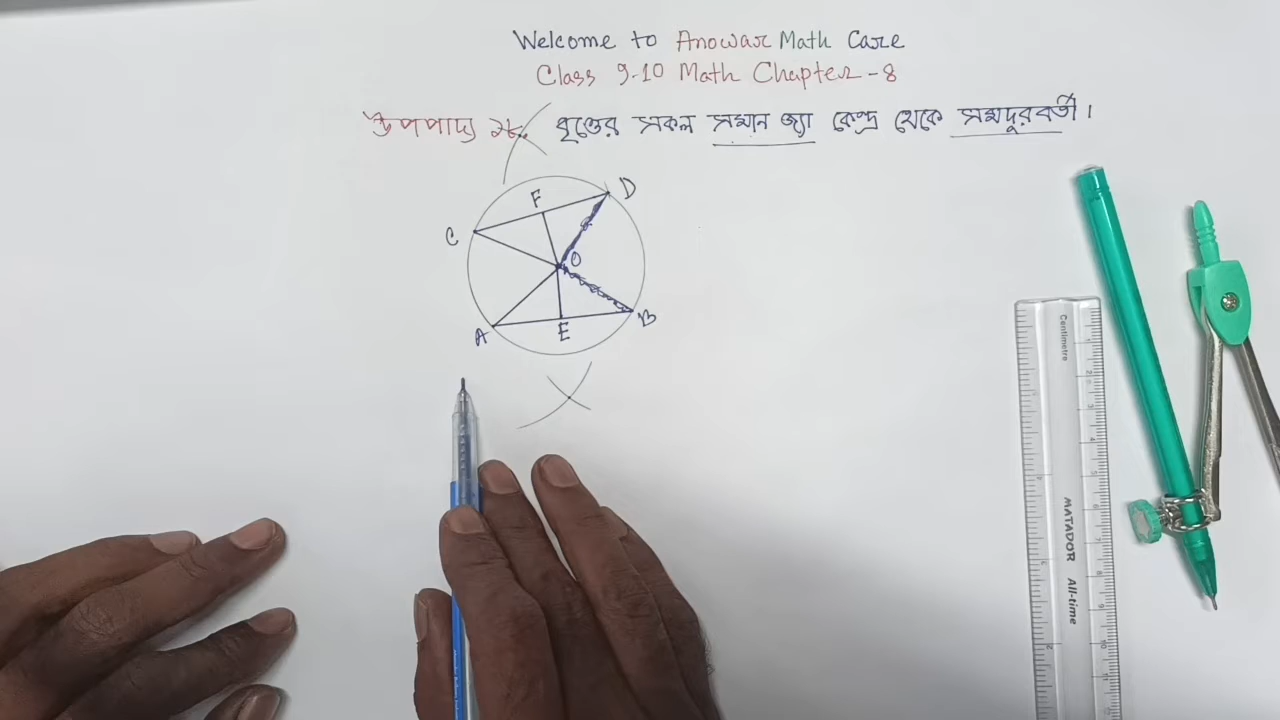 Welcome to Anowar Math Care
Class 9-10 Math Chapter-8
উপপাদ্য ১৮. বৃত্তের সকল সমান জ্যা কেন্দ্র থেকে সমদূরবর্তী।
F D
C
O
A E B
Centimetre
MATADOR All-time